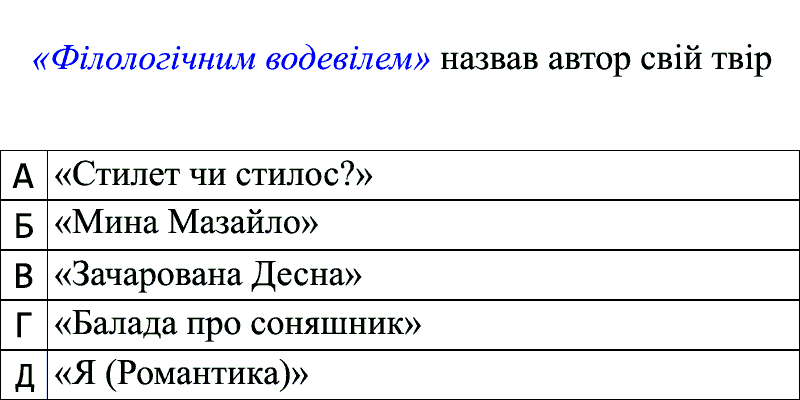 «Філологічним водевілем» назвав автор свій твір
А «Стилет чи стилос?»
Б «Мина Мазайло»
В «Зачарована Десна»
Г «Балада про соняшник»
Д «Я (Романтика)»